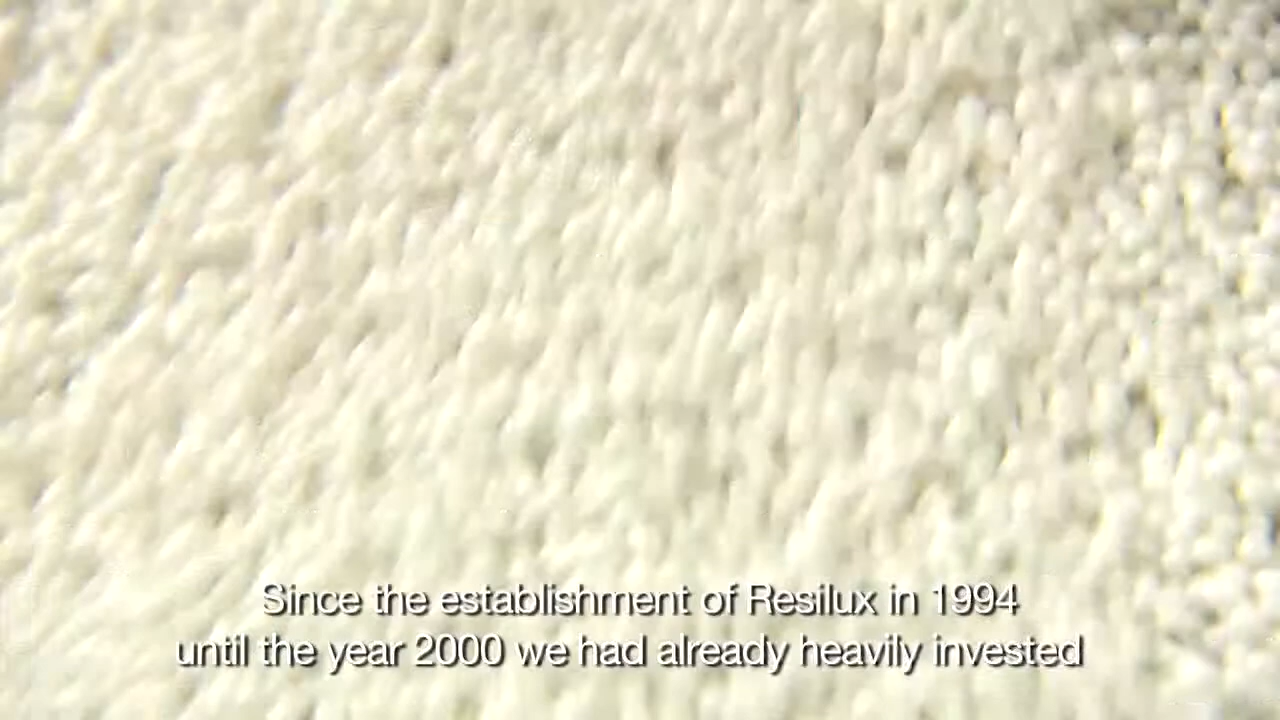 Since the establishment of Resilux in 1994
until the year 2000 we had already heavily invested